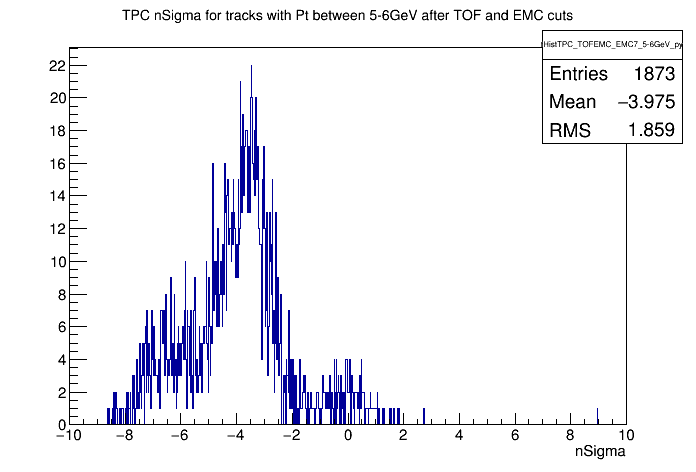 TPC nSigma for tracks with Pt between 5-6GeV after TOF and EMC cuts
HistTPC_TOFEMC_EMC7_5-6GeV_py
Entries 1873
Mean −3.975
RMS 1.859
22
20
18
16
14
12
10
8
6
4
2
0
−10 −8 −6 −4 −2 0 2 4 6 8 10
nSigma